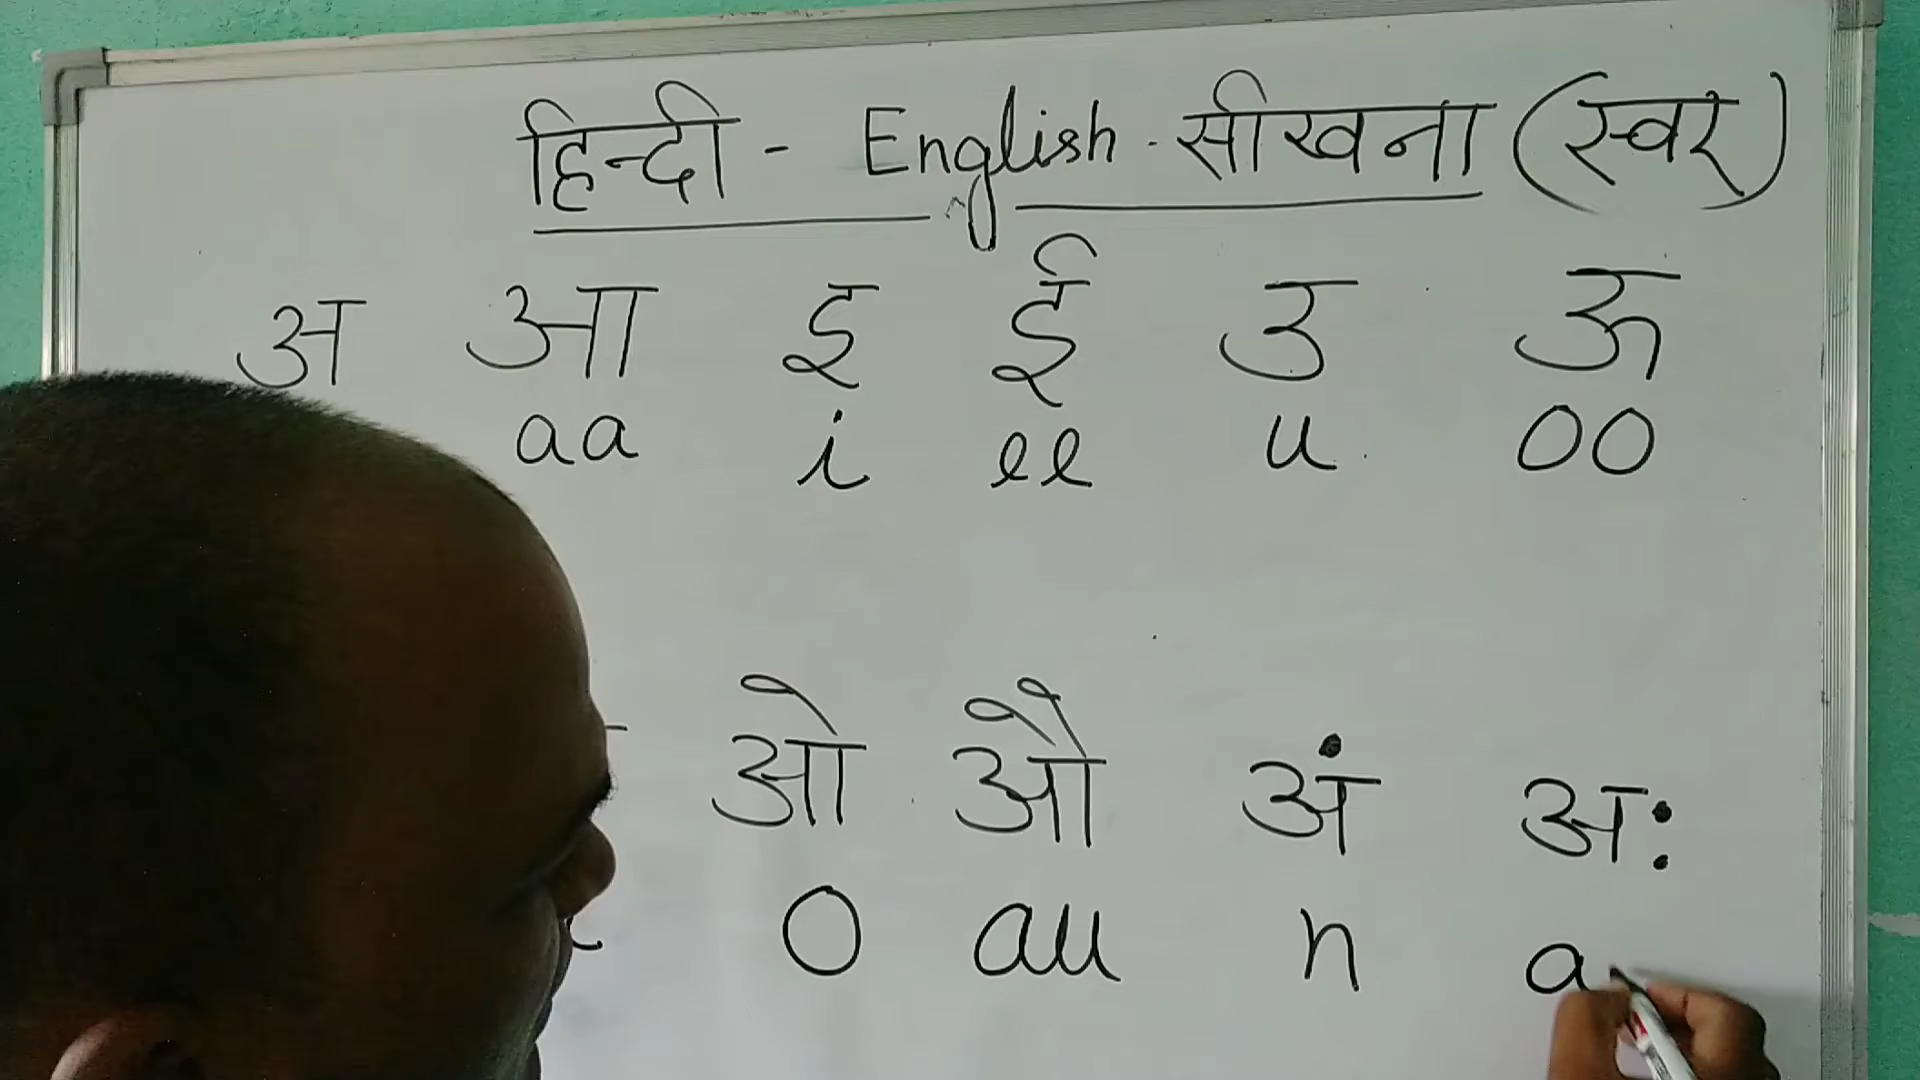 हिन्दी - English सीखना (स्वर)
अ आ इ ई उ ऊ
aa i ee u oo
ओ औ अं अः
o au n a